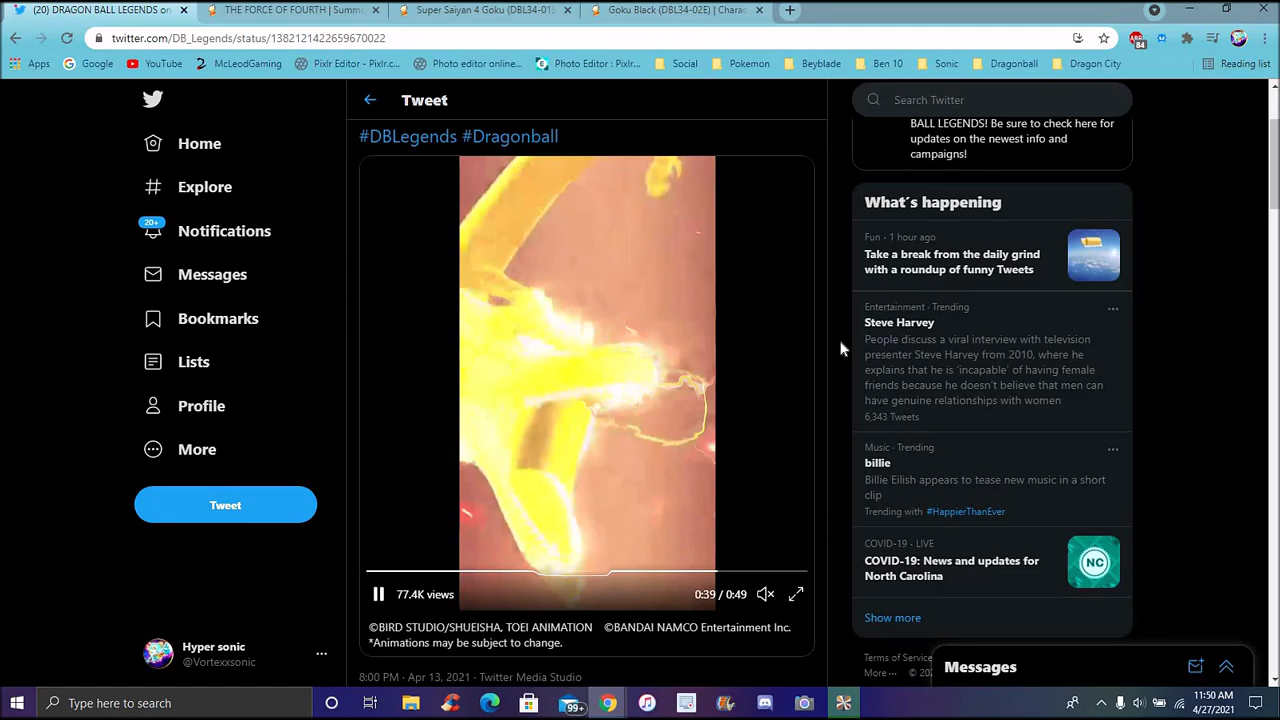 (20) DRAGON BALL LEGENDS on
THE FORCE OF FOURTH | Summo
Super Saiyan 4 Goku (DBL34-01S
Goku Black (DBL34-02E) | Charac
twitter.com/DB_Legends/status/1382121422659670022
84
Apps
Google
YouTube
McLeodGaming
Pixlr Editor - Pixlr.c...
Photo editor online...
Photo Editor : Pixlr...
Social
Pokemon
Beyblade
Ben 10
Sonic
Dragonball
Dragon City
Reading list
Home
Explore
20+
Notifications
Messages
Bookmarks
Lists
Profile
More
Tweet
Hyper sonic
@Vortexxsonic
Tweet
#DBLegends #Dragonball
77.4K views
0:39 / 0:49
©BIRD STUDIO/SHUEISHA, TOEI ANIMATION ©BANDAI NAMCO Entertainment Inc.
*Animations may be subject to change.
8:00 PM · Apr 13, 2021 · Twitter Media Studio
Search Twitter
BALL LEGENDS! Be sure to check here for
updates on the newest info and
campaigns!
What's happening
Fun · 1 hour ago
Take a break from the daily grind
with a roundup of funny Tweets
Entertainment · Trending
Steve Harvey
People discuss a viral interview with television
presenter Steve Harvey from 2010, where he
explains that he is 'incapable' of having female
friends because he doesn't believe that men can
have genuine relationships with women
6,343 Tweets
Music · Trending
billie
Billie Eilish appears to tease new music in a short
clip
Trending with #HappierThanEver
COVID-19 · LIVE
COVID-19: News and updates for
North Carolina
NC
Show more
Terms of Service
More ···
Messages
Type here to search
99+
11:50 AM
4/27/2021